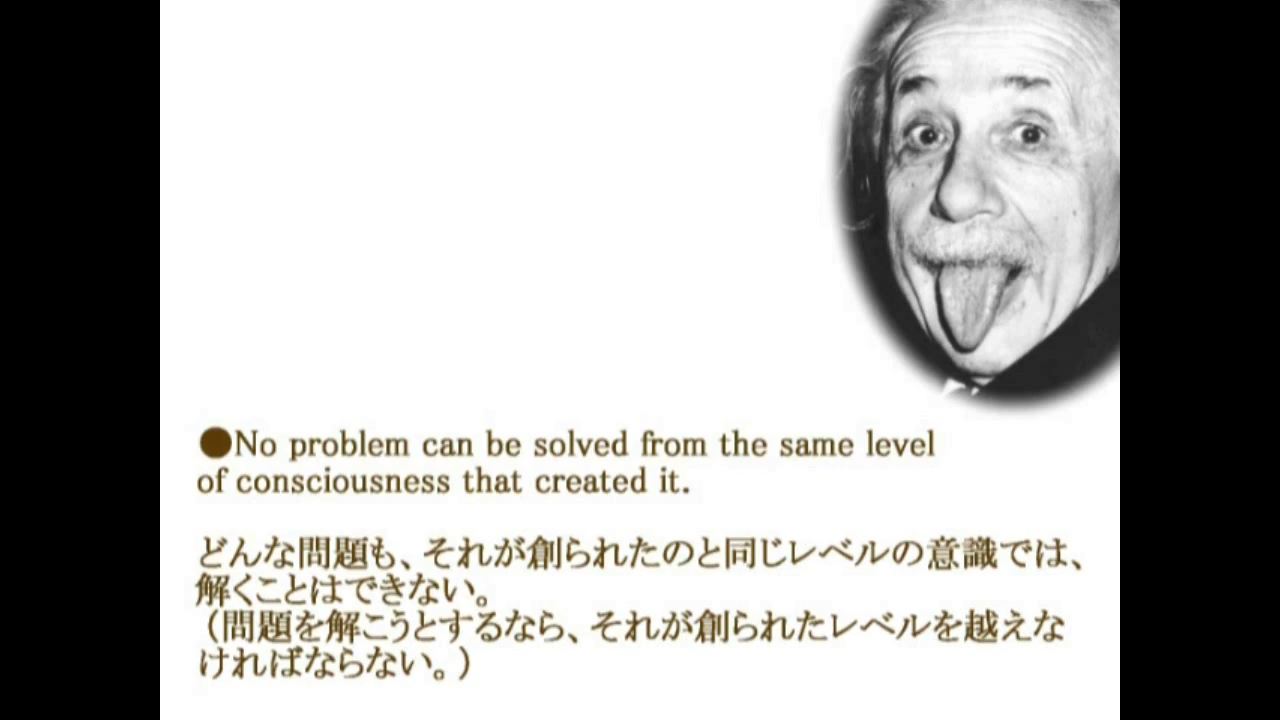 ●No problem can be solved from the same level
of consciousness that created it.
どんな問題も、それが創られたのと同じレベルの意識では、
解くことはできない。
（問題を解こうとするなら、それが創られたレベルを越えな
ければならない。）